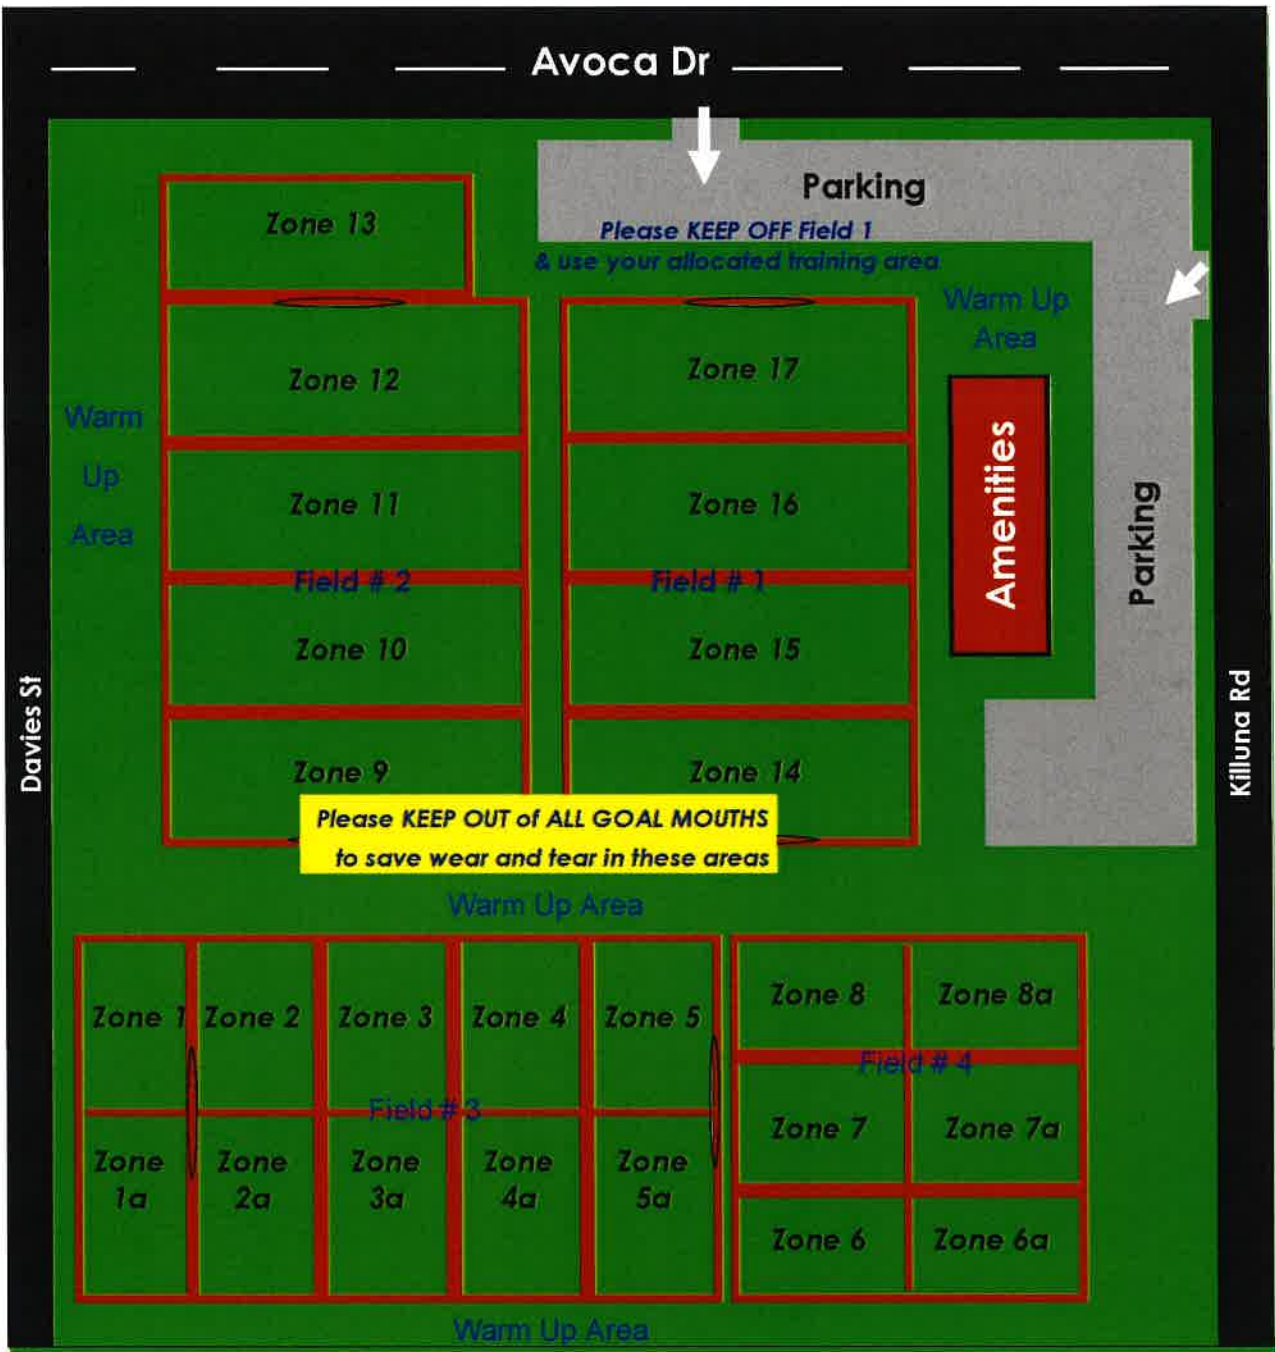 Avoca Dr
Parking
Please KEEP OFF Field 1
& use your allocated training area
Zone 13
Warm Up
Area
Zone 12
Zone 17
Warm
Up
Area
Zone 11
Zone 16
Amenities
Parking
Field # 2
Field # 1
Zone 10
Zone 15
Davies St
Killuna Rd
Zone 9
Zone 14
Please KEEP OUT of ALL GOAL MOUTHS
to save wear and tear in these areas
Warm Up Area
Zone 1
Zone 2
Zone 3
Zone 4
Zone 5
Zone 8
Zone 8a
Field # 4
Field # 3
Zone 7
Zone 7a
Zone
1a
Zone
2a
Zone
3a
Zone
4a
Zone
5a
Zone 6
Zone 6a
Warm Up Area